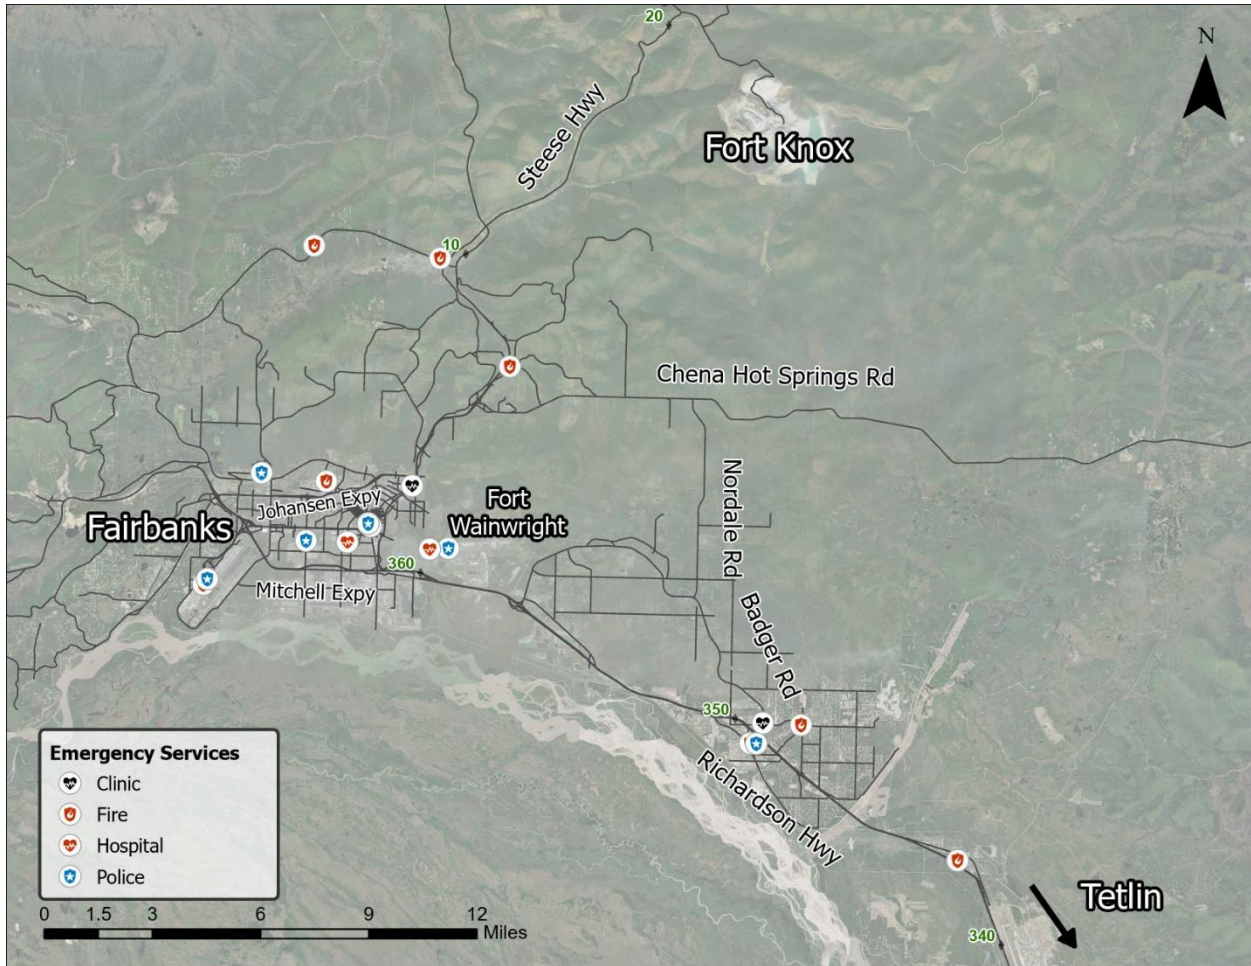 20
N
Steese Hwy
Fort Knox
10
Chena Hot Springs Rd
Nordale Rd
Johansen Expy
Fort
Wainwright
Fairbanks
360
Mitchell Expy
Badger Rd
350
Richardson Hwy
Emergency Services
Clinic
Fire
Hospital
Police
Tetlin
340
0 1.5 3 6 9 12
Miles